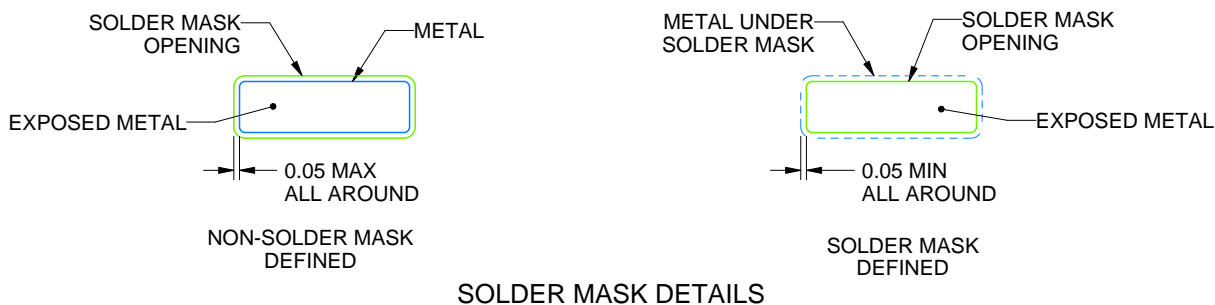 SOLDER MASK
OPENING
METAL
EXPOSED METAL
0.05 MAX
ALL AROUND
NON-SOLDER MASK
DEFINED
METAL UNDER
SOLDER MASK
SOLDER MASK
OPENING
EXPOSED METAL
0.05 MIN
ALL AROUND
SOLDER MASK
DEFINED
SOLDER MASK DETAILS